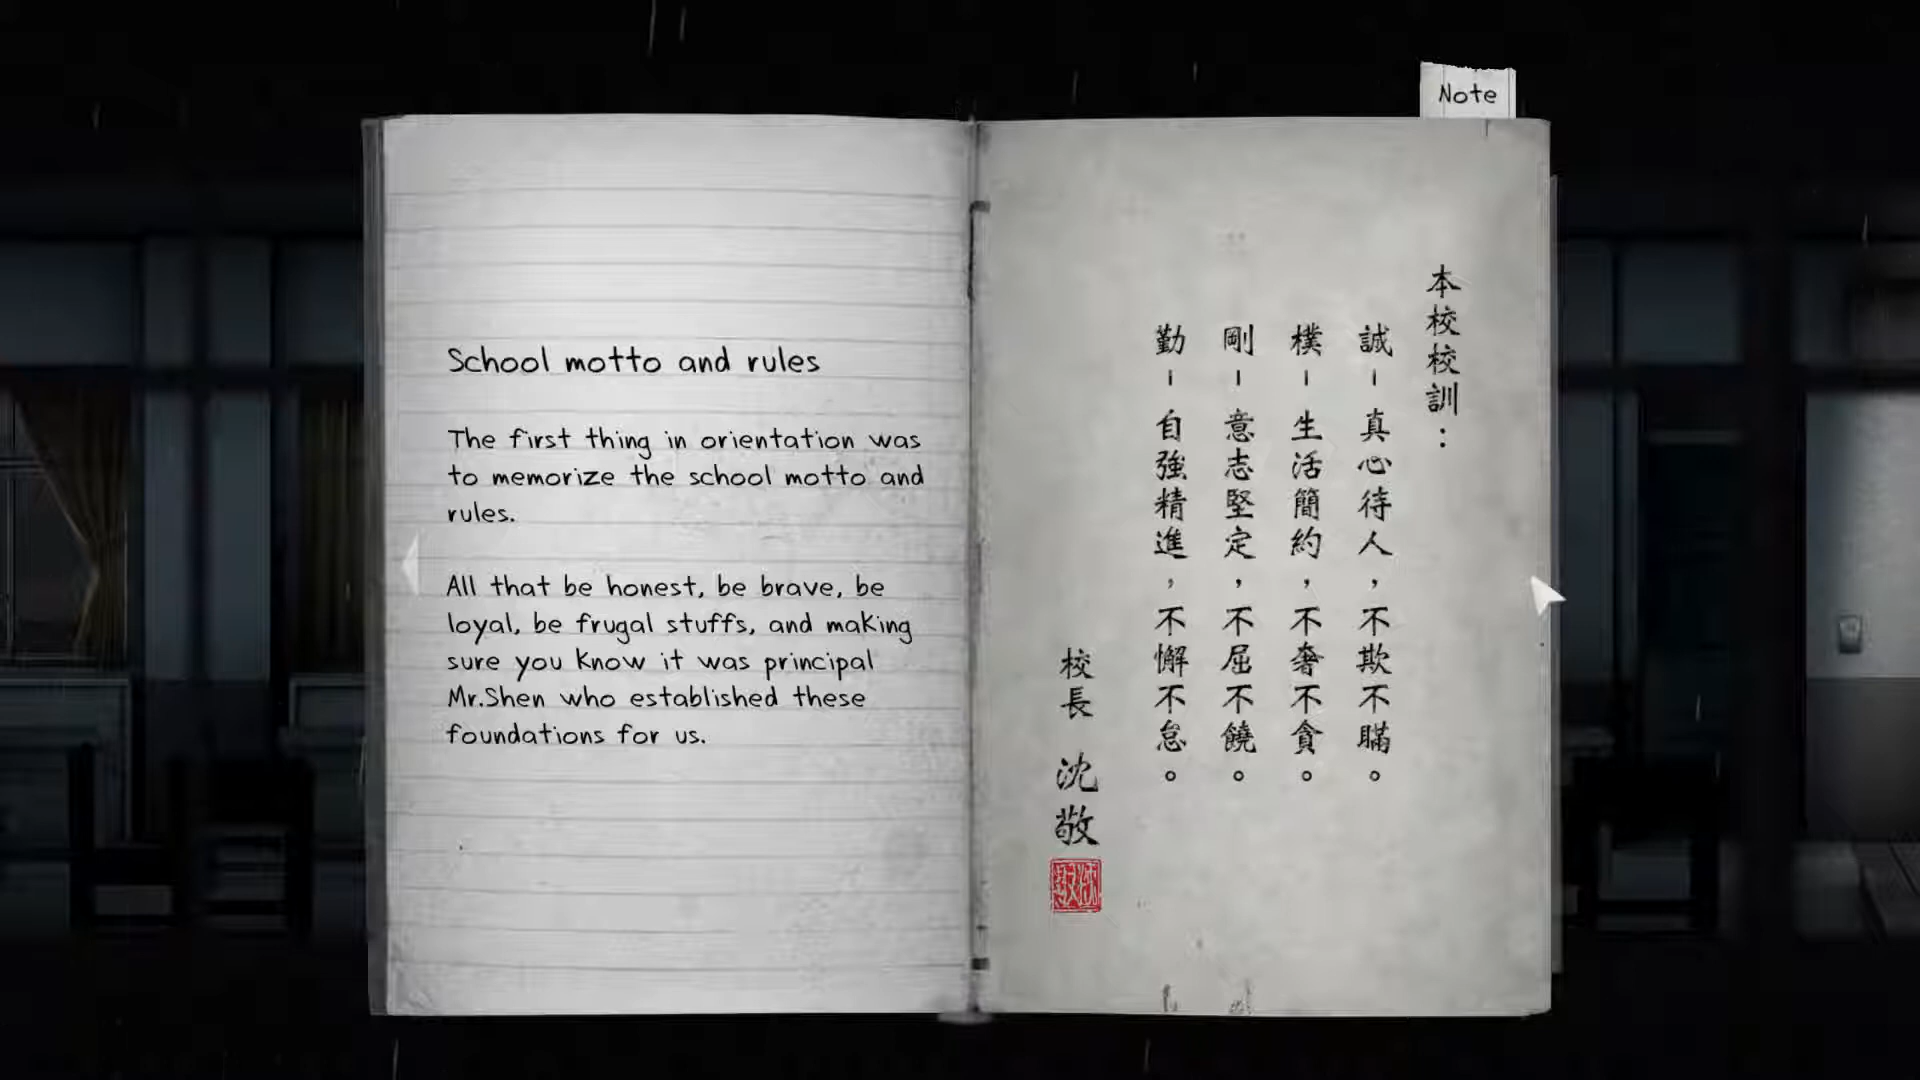 Note
School motto and rules
The first thing in orientation was
to memorize the school motto and
rules.
All that be honest, be brave, be
loyal, be frugal stuffs, and making
sure you know it was principal
Mr.Shen who established these
foundations for us.
本校校訓：
誠－真心待人，不欺不瞞。
樸－生活簡約，不奢不貪。
剛－意志堅定，不屈不饒。
勤－自強精進，不懈不怠。
校長 沈敬